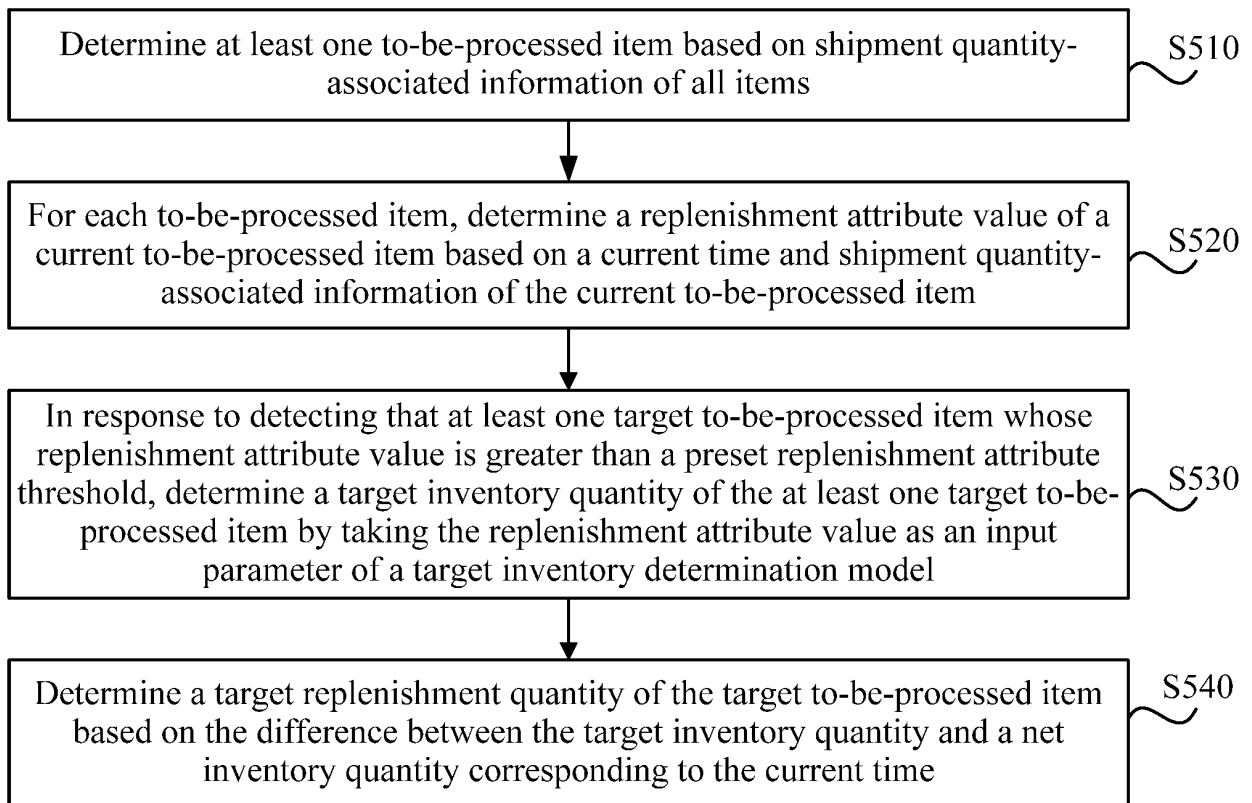 Determine at least one to-be-processed item based on shipment quantity-
associated information of all items
S510
For each to-be-processed item, determine a replenishment attribute value of a
current to-be-processed item based on a current time and shipment quantity-
associated information of the current to-be-processed item
S520
In response to detecting that at least one target to-be-processed item whose
replenishment attribute value is greater than a preset replenishment attribute
threshold, determine a target inventory quantity of the at least one target to-be-
processed item by taking the replenishment attribute value as an input
parameter of a target inventory determination model
S530
Determine a target replenishment quantity of the target to-be-processed item
based on the difference between the target inventory quantity and a net
inventory quantity corresponding to the current time
S540